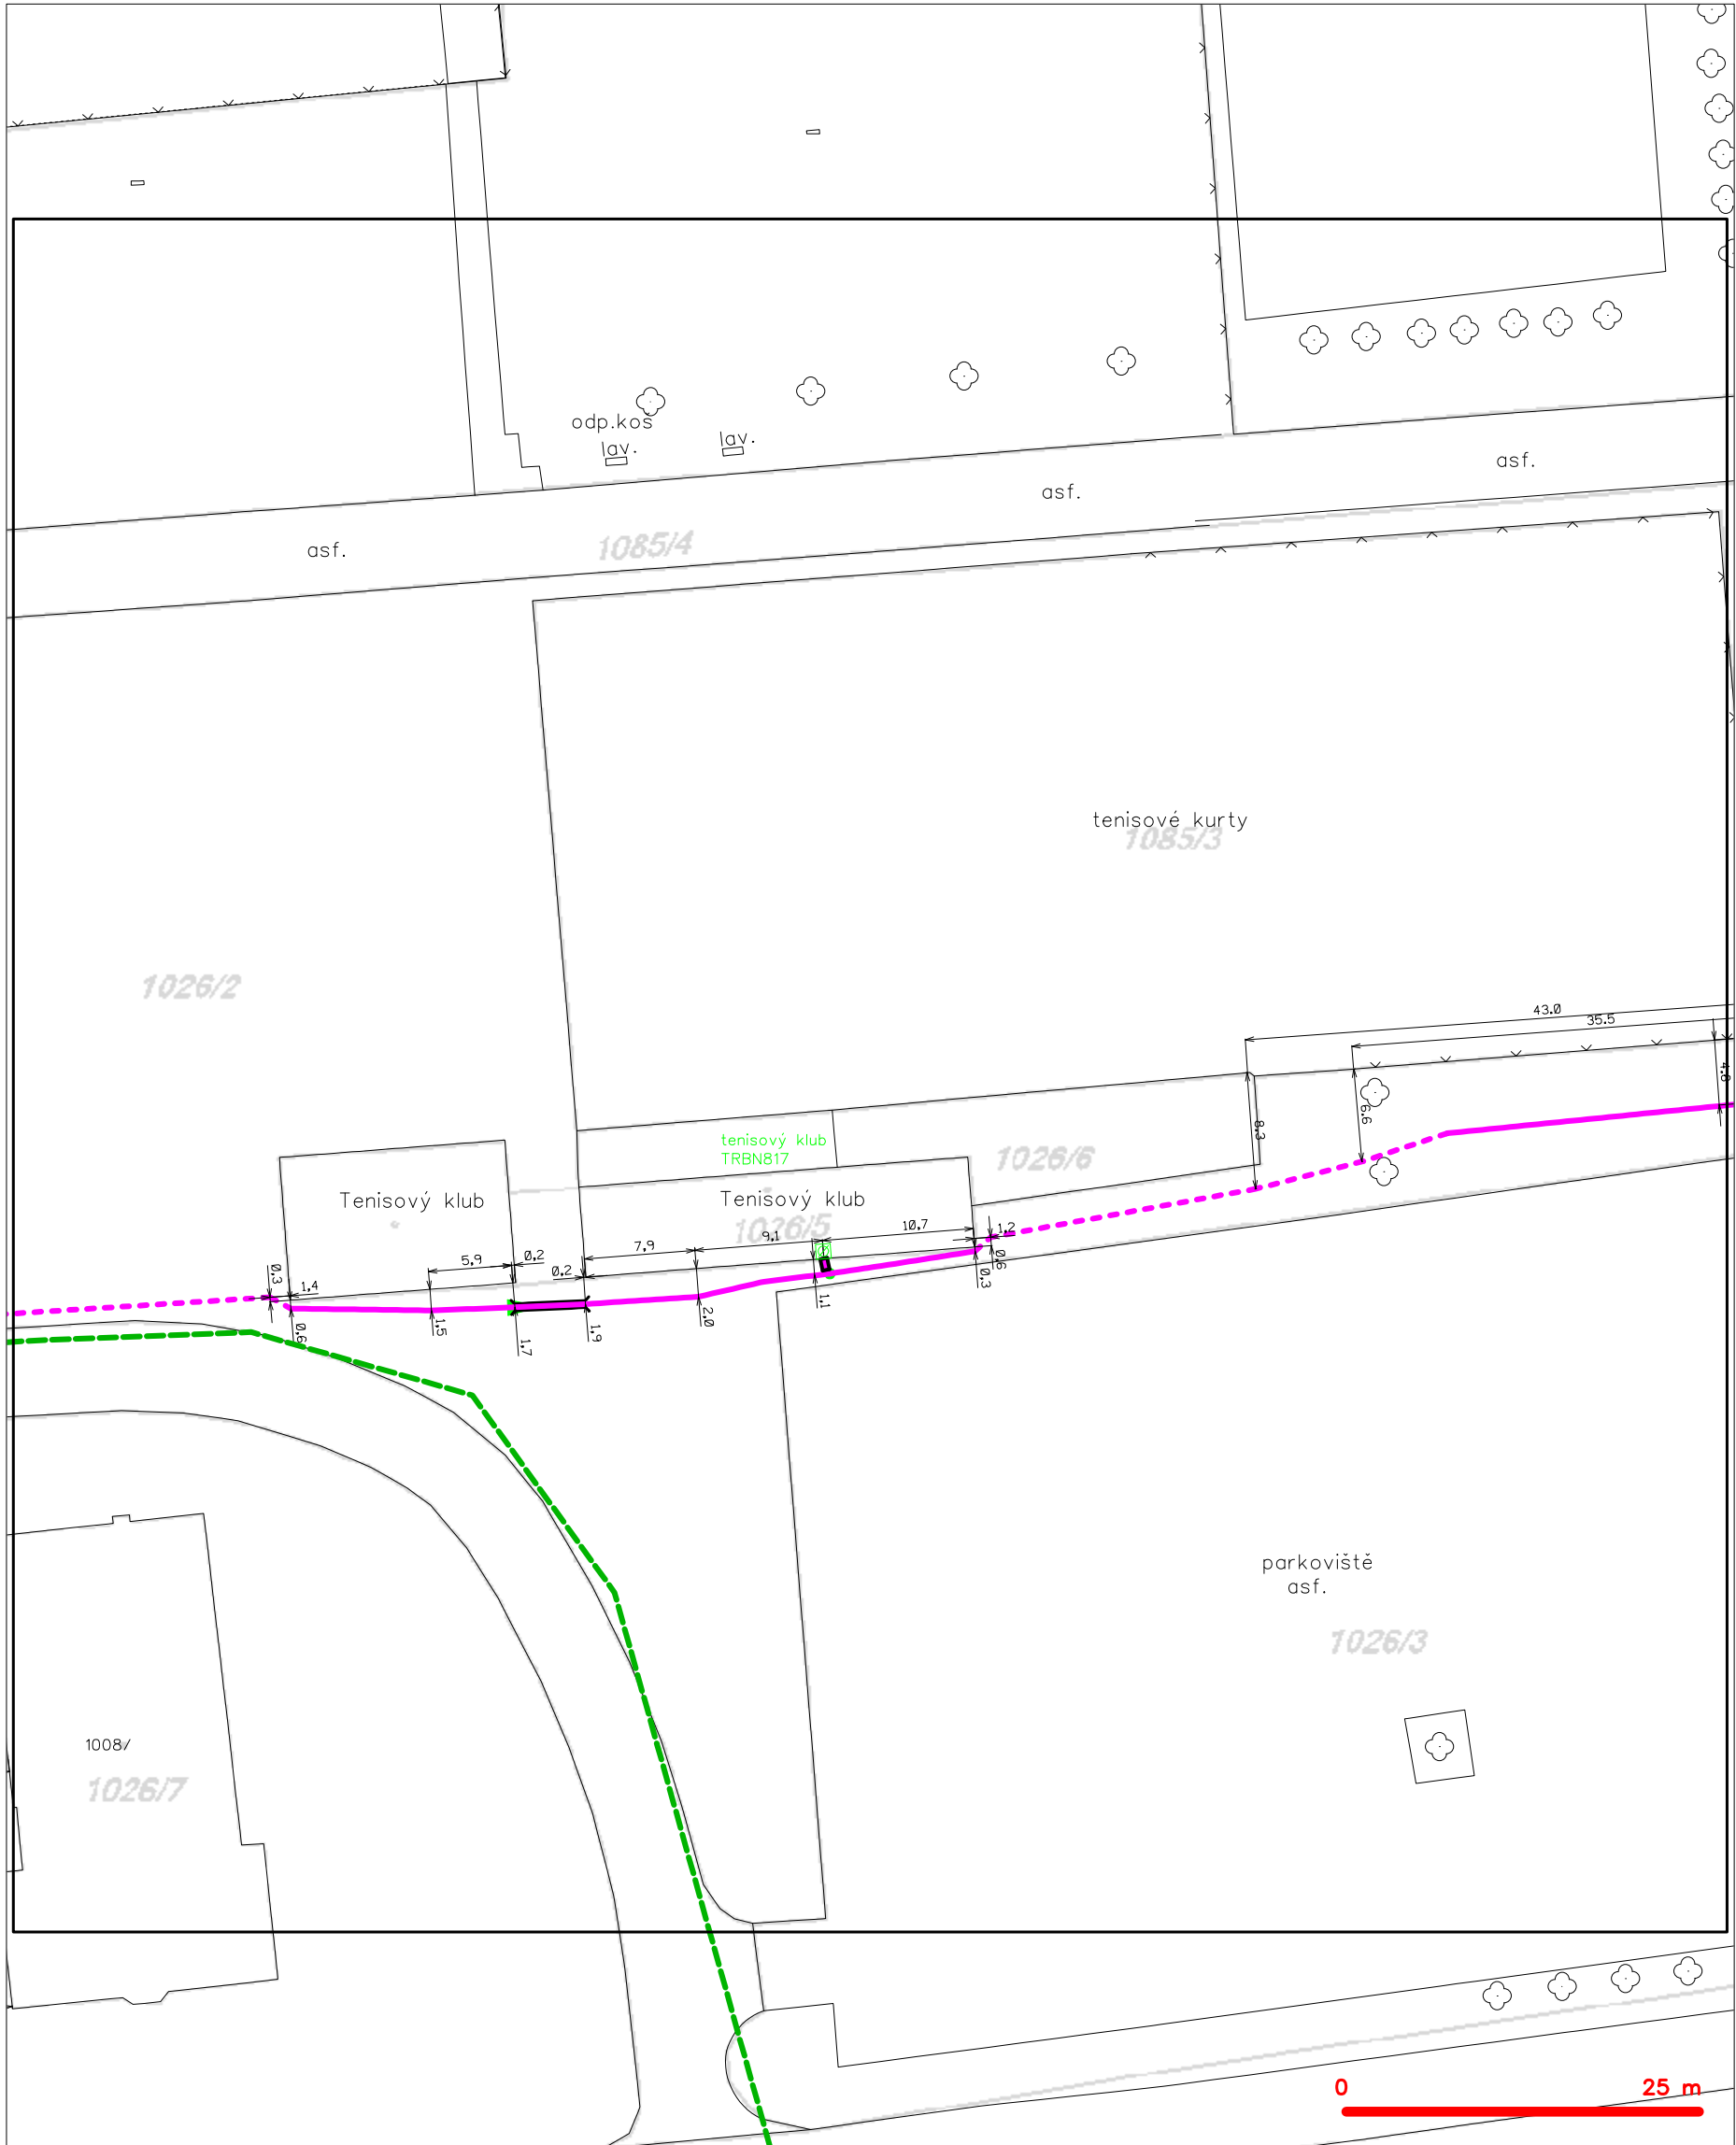 odp.koš
lav.
lav.
asf.
asf.
asf.
1085/4
tenisové kurty
1085/3
1026/2
43.0
35.5
4.8
6.6
8.3
tenisový klub
TRBN817
1026/6
Tenisový klub
Tenisový klub
1026/5
10,7
9,1
7,9
1,2
0,6
0,3
5,9
0,2
0,2
0,3
1,4
0,6
1,5
1,7
1,9
2,0
1,1
parkoviště
asf.
1026/3
1008/
1026/7
0
25 m